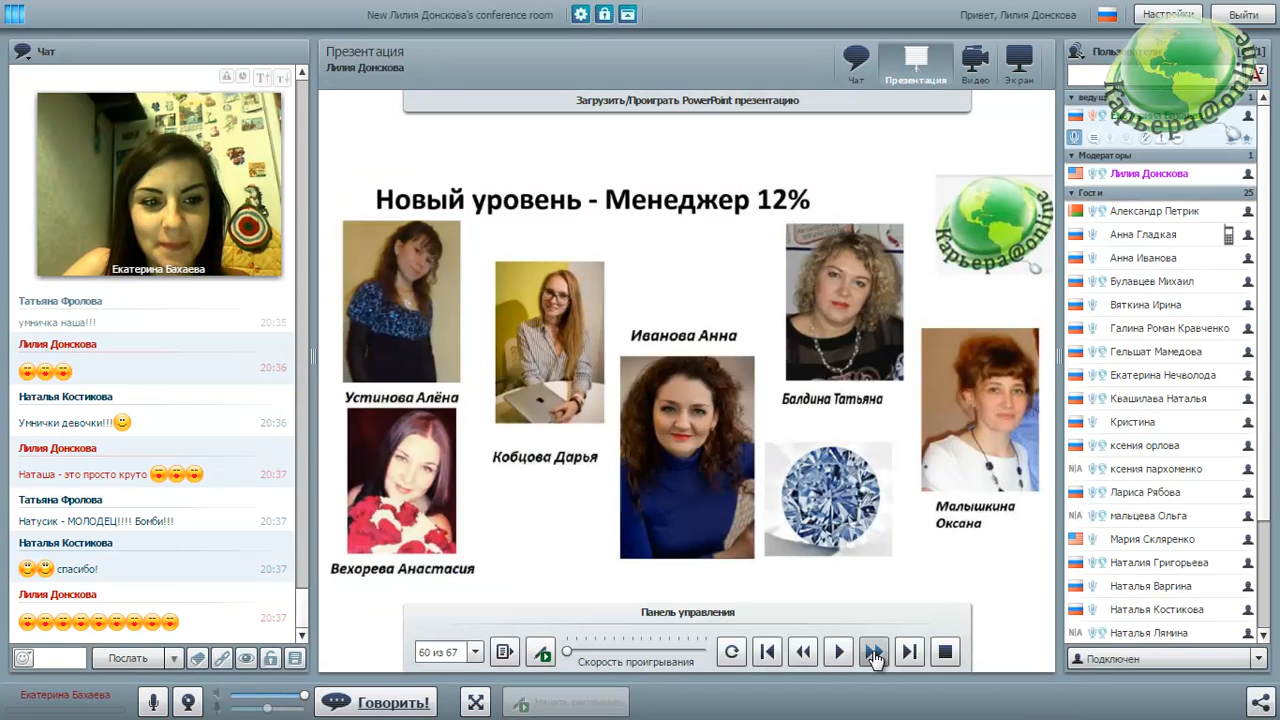 New Лилия Донскова's conference room
Привет, Лилия Донскова
Настройки
Выйти
Чат
Екатерина Бахаева
Татьяна Фролова
умничка наша!!! 20:35
Лилия Донскова
20:36
Наталья Костикова
Умнички девочки!!! 20:36
Лилия Донскова
Наташа - это просто круто 20:37
Татьяна Фролова
Натусик - МОЛОДЕЦ!!!! Бомби!!! 20:37
Наталья Костикова
спасибо! 20:37
Лилия Донскова
20:37
Послать
Презентация
Лилия Донскова
Чат
Презентация
Видео
Экран
Загрузить/Проиграть PowerPoint презентацию
Новый уровень - Менеджер 12%
Карьера@online
Устинова Алёна
Кобцова Дарья
Иванова Анна
Балдина Татьяна
Малышкина
Оксана
Вехорева Анастасия
Панель управления
60 из 67
Скорость проигрывания
Карьера@online
Модераторы 1
Лилия Донскова
Гости 25
Александр Петрик
Анна Гладкая
Анна Иванова
Булавцев Михаил
Вяткина Ирина
Галина Роман Кравченко
Гельшат Мамедова
Екатерина Нечволода
Квашилава Наталья
Кристина
ксения орлова
N/A ксения пархоменко
Лариса Рябова
N/A мальцева Ольга
Мария Скляренко
Наталия Григорьева
Наталья Варгина
Наталья Костикова
N/A Наталья Лямина
Подключен
Екатерина Бахаева
Говорить!